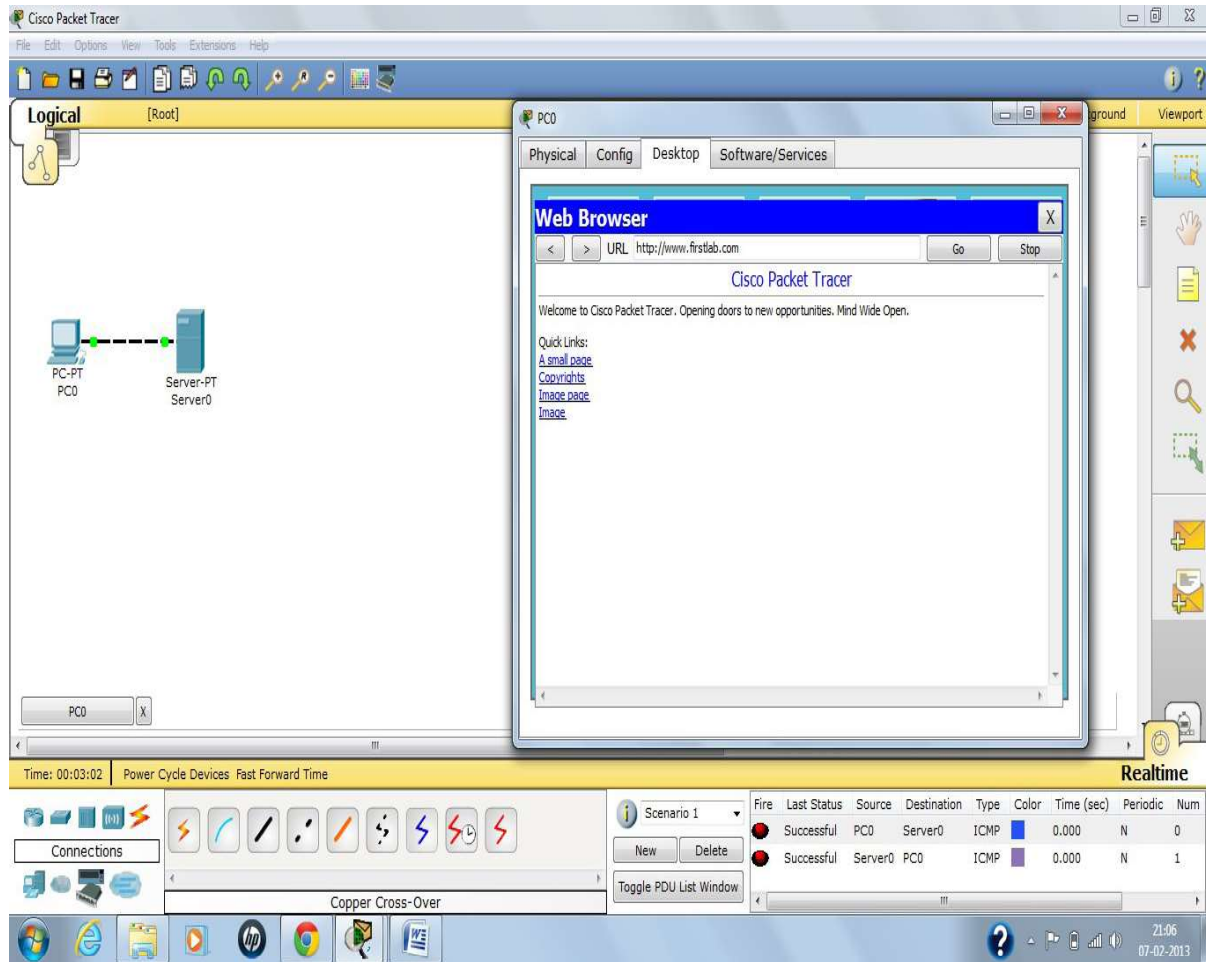 Cisco Packet Tracer
File Edit Options View Tools Extensions Help
Logical [Root]
ground Viewport
PC0
Physical Config Desktop Software/Services
Web Browser X
< > URL http://www.firstlab.com Go Stop
Cisco Packet Tracer
Welcome to Cisco Packet Tracer. Opening doors to new opportunities. Mind Wide Open.
Quick Links:
A small page
Copyrights
Image page
Image
PC-PT
PC0
Server-PT
Server0
PC0 X
Time: 00:03:02 Power Cycle Devices Fast Forward Time
Realtime
Connections
Copper Cross-Over
Scenario 1
New Delete
Toggle PDU List Window
Fire Last Status Source Destination Type Color Time (sec) Periodic Num
Successful PC0 Server0 ICMP 0.000 N 0
Successful Server0 PC0 ICMP 0.000 N 1
hp
21:06
07-02-2013